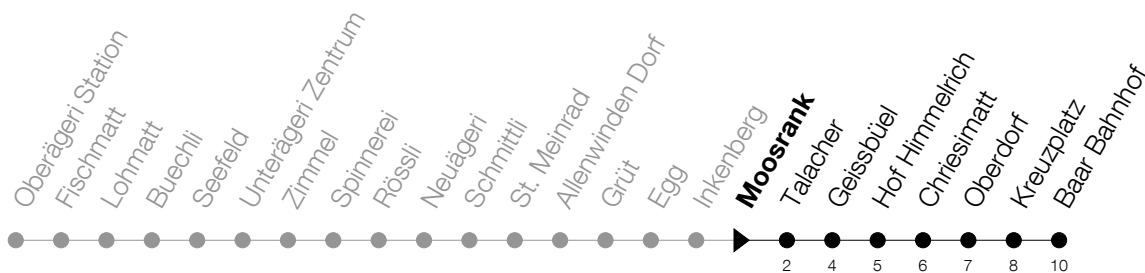 Oberägeri Station
Fischmatt
Lohmatt
Buechli
Seefeld
Unterägeri Zentrum
Zimmel
Spinnerei
Rössli
Neuägeri
Schmittli
St. Meinrad
Allenwinden Dorf
Grüt
Egg
Inkenberg
Moosrank
Talacher
Geissbüel
Hof Himmelrich
Chriesimatt
Oberdorf
Kreuzplatz
Baar Bahnhof
2 4 5 6 7 8 10